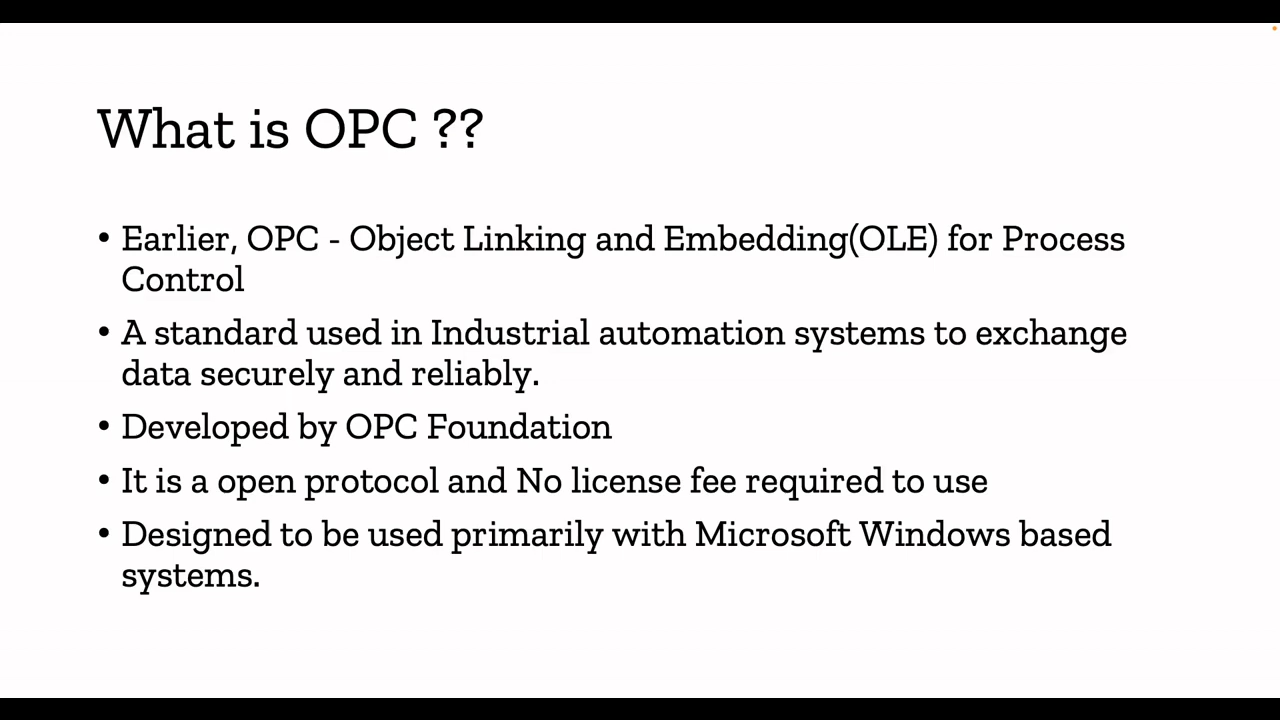 What is OPC ??
• Earlier, OPC - Object Linking and Embedding(OLE) for Process
Control
• A standard used in Industrial automation systems to exchange
data securely and reliably.
• Developed by OPC Foundation
• It is a open protocol and No license fee required to use
• Designed to be used primarily with Microsoft Windows based
systems.